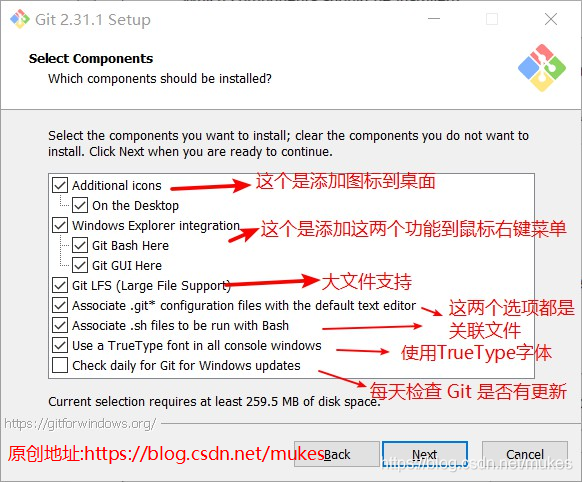 Git 2.31.1 Setup
Select Components
Which components should be installed?
Select the components you want to install; clear the components you do not want to
install. Click Next when you are ready to continue.
Additional icons
这个是添加图标到桌面
On the Desktop
Windows Explorer integration
这个是添加这两个功能到鼠标右键菜单
Git Bash Here
Git GUI Here
Git LFS (Large File Support)
大文件支持
Associate .git* configuration files with the default text editor
这两个选项都是
关联文件
Associate .sh files to be run with Bash
Use a TrueType font in all console windows
使用TrueType字体
Check daily for Git for Windows updates
每天检查 Git 是否有更新
Current selection requires at least 259.5 MB of disk space.
https://gitforwindows.org/
原创地址:https://blog.csdn.net/mukes
Back
Next
Cancel
https://blog.csdn.net/mukes